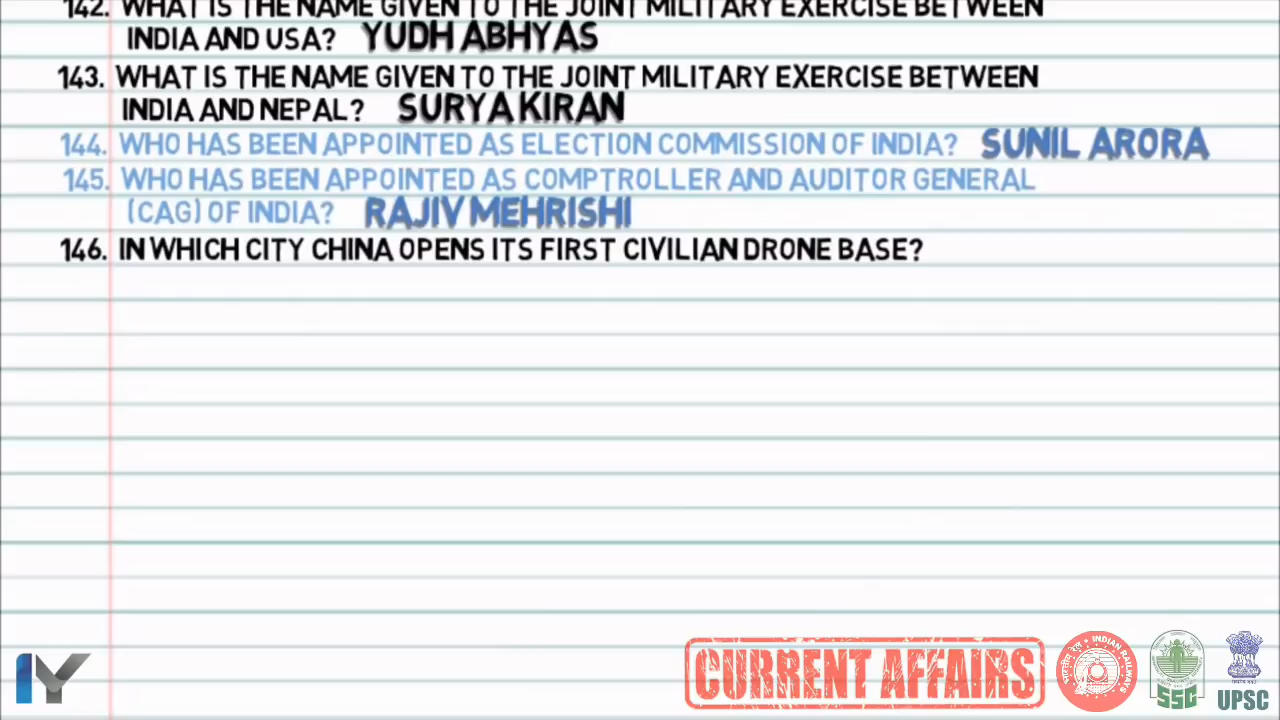 142. WHAT IS THE NAME GIVEN TO THE JOINT MILITARY EXERCISE BETWEEN
INDIA AND USA? YUDH ABHYAS
143. WHAT IS THE NAME GIVEN TO THE JOINT MILITARY EXERCISE BETWEEN
INDIA AND NEPAL? SURYA KIRAN
144. WHO HAS BEEN APPOINTED AS ELECTION COMMISSION OF INDIA? SUNIL ARORA
145. WHO HAS BEEN APPOINTED AS COMPTROLLER AND AUDITOR GENERAL
(CAG) OF INDIA? RAJIV MEHRISHI
146. IN WHICH CITY CHINA OPENS ITS FIRST CIVILIAN DRONE BASE?
IY
CURRENT AFFAIRS
INDIAN RAILWAYS
SSC
UPSC